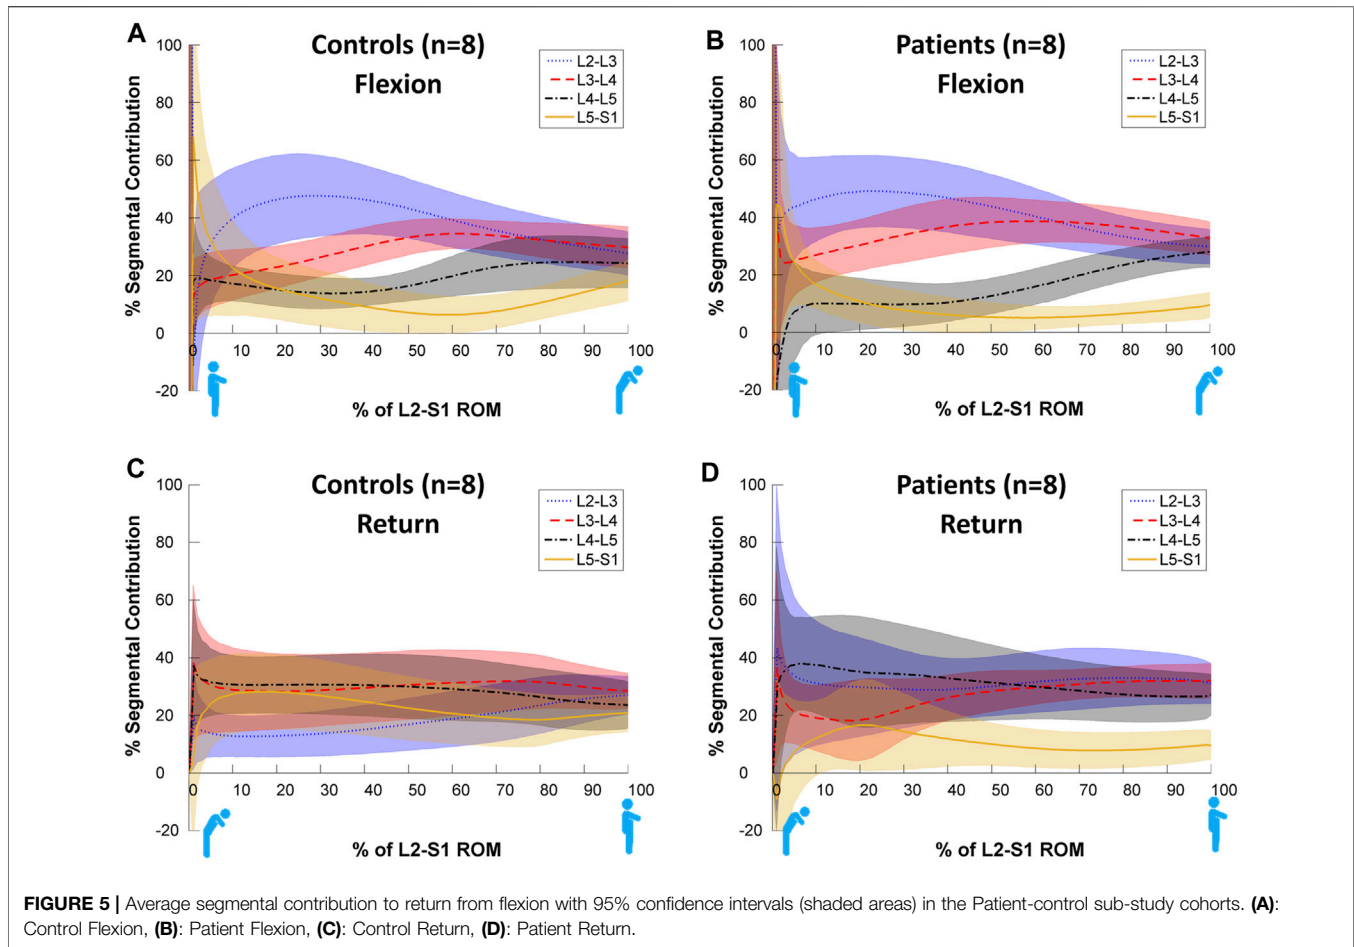 A
Controls (n=8)
Flexion
L2-L3
L3-L4
L4-L5
L5-S1
% Segmental Contribution
100
80
60
40
20
0
-20
0 10 20 30 40 50 60 70 80 90 100
% of L2-S1 ROM
B
Patients (n=8)
Flexion
L2-L3
L3-L4
L4-L5
L5-S1
% Segmental Contribution
100
80
60
40
20
0
-20
0 10 20 30 40 50 60 70 80 90 100
% of L2-S1 ROM
C
Controls (n=8)
Return
L2-L3
L3-L4
L4-L5
L5-S1
% Segmental Contribution
100
80
60
40
20
0
-20
0 10 20 30 40 50 60 70 80 90 100
% of L2-S1 ROM
D
Patients (n=8)
Return
L2-L3
L3-L4
L4-L5
L5-S1
% Segmental Contribution
100
80
60
40
20
0
-20
0 10 20 30 40 50 60 70 80 90 100
% of L2-S1 ROM
FIGURE 5 | Average segmental contribution to return from flexion with 95% confidence intervals (shaded areas) in the Patient-control sub-study cohorts. (A):
Control Flexion, (B): Patient Flexion, (C): Control Return, (D): Patient Return.